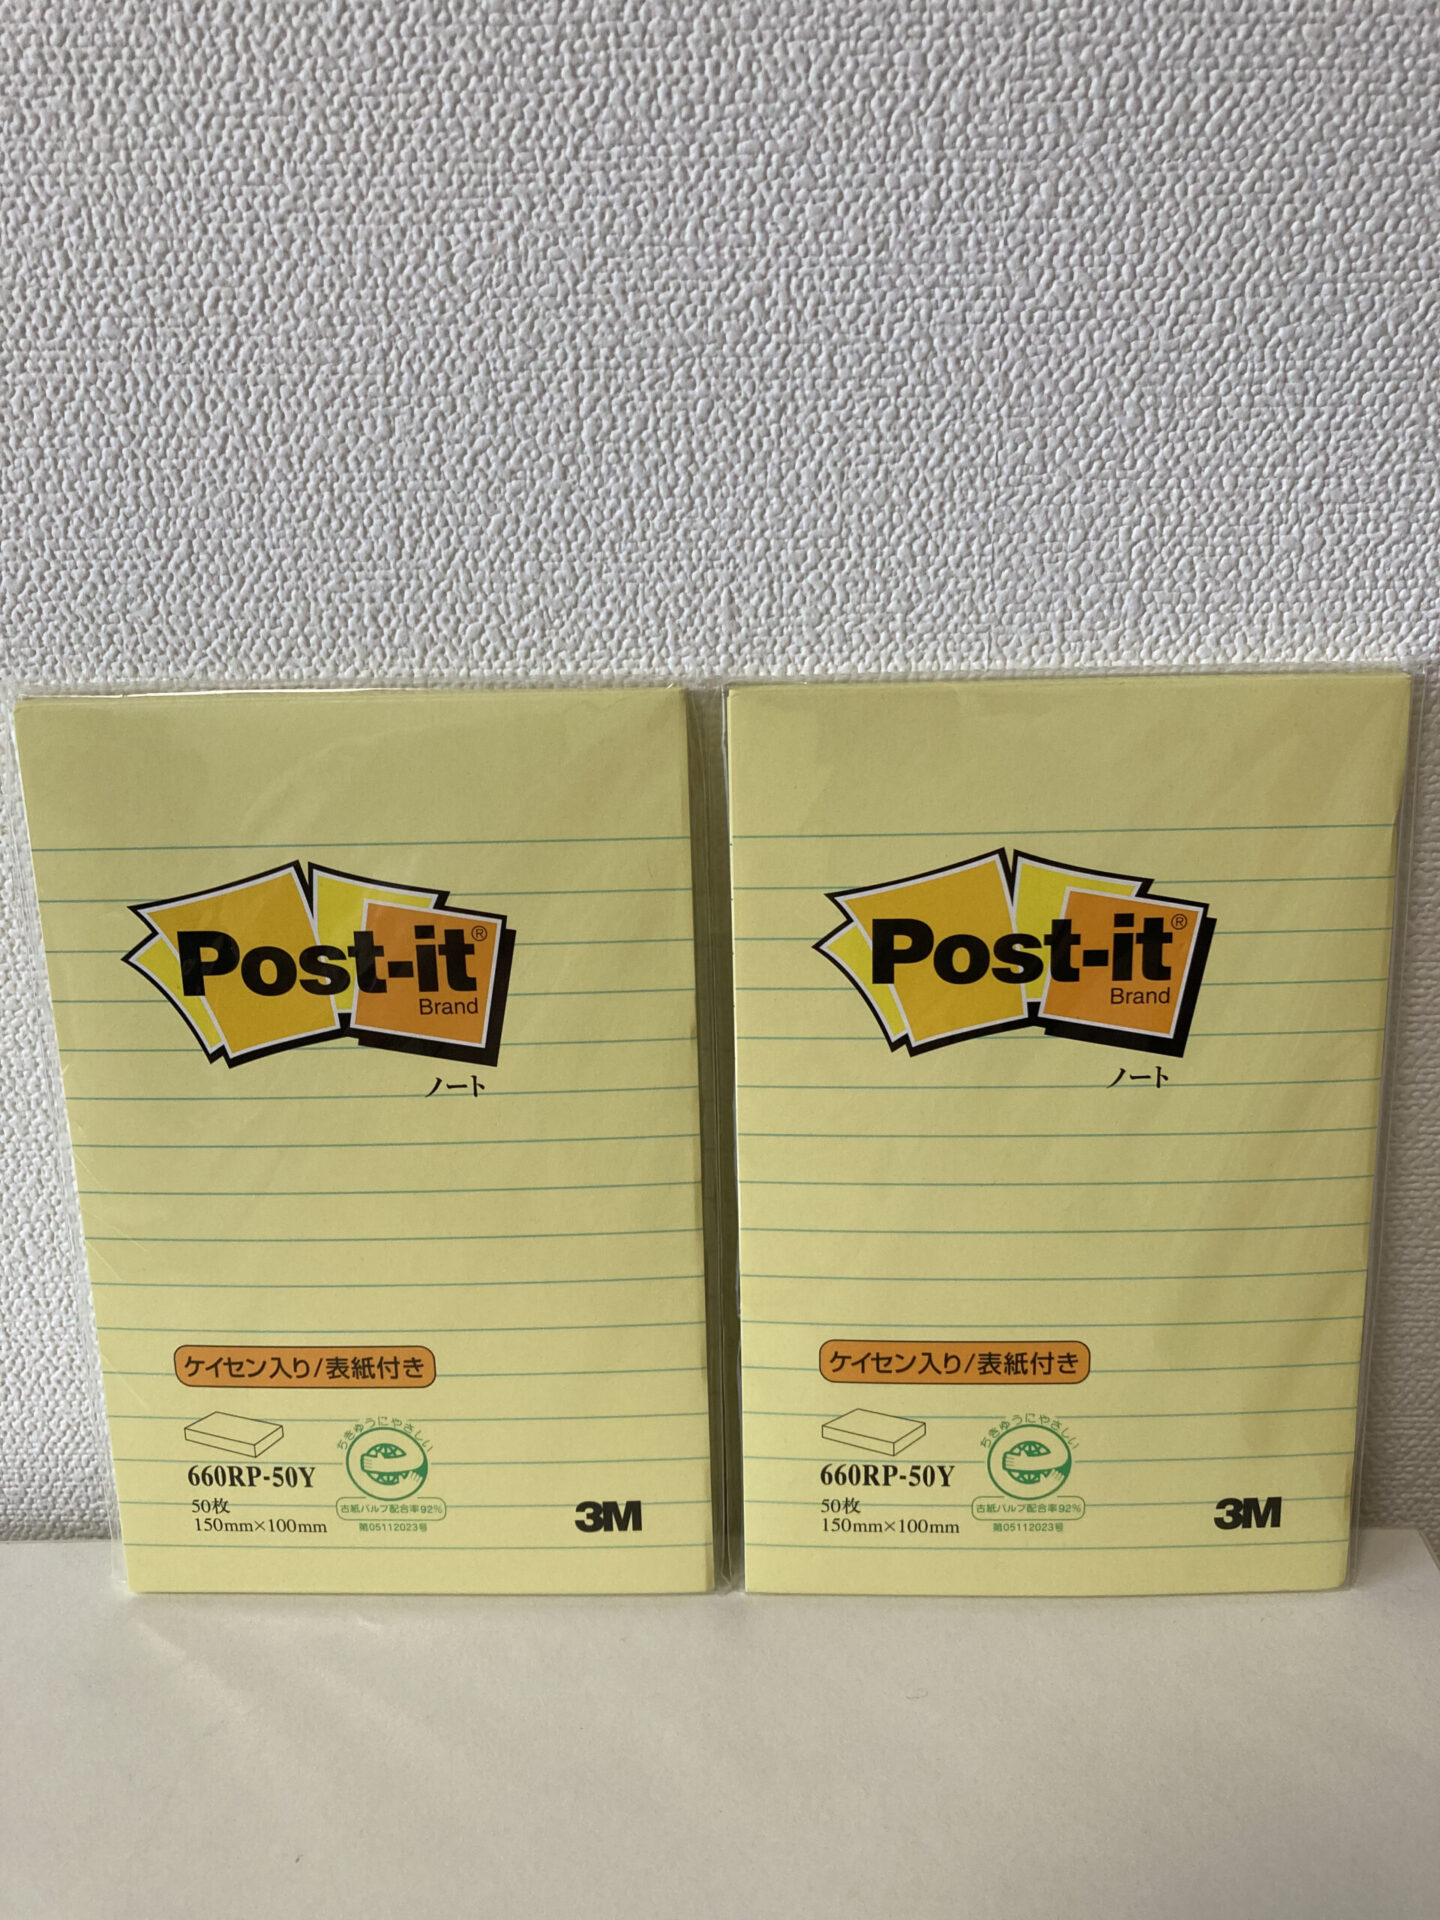 Post-it®
Brand
ノート
ケイセン入り/表紙付き
ちきゅうにやさしい
660RP-50Y
50枚
150mm×100mm
古紙パルプ配合率92%
第05112023号
3M
Post-it®
Brand
ノート
ケイセン入り/表紙付き
ちきゅうにやさしい
660RP-50Y
50枚
150mm×100mm
古紙パルプ配合率92%
第05112023号
3M